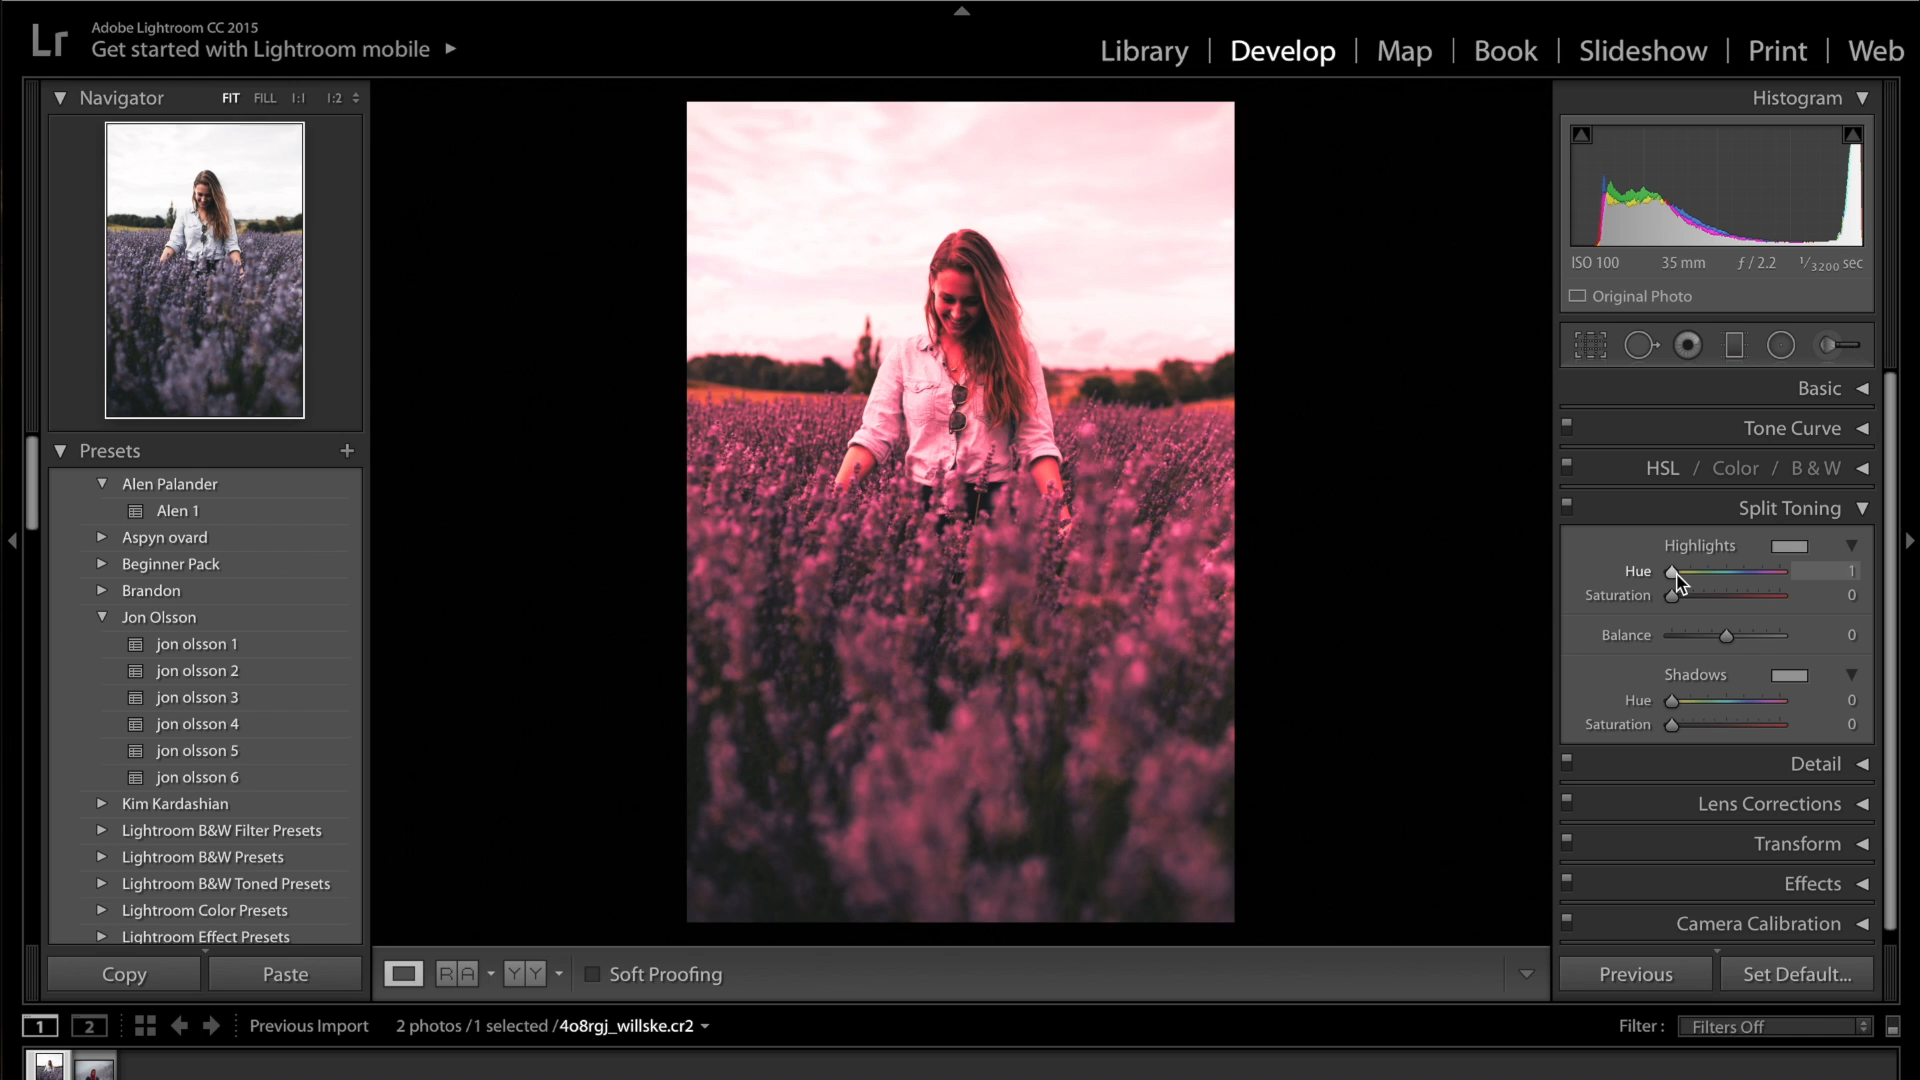 Lr
Adobe Lightroom CC 2015
Get started with Lightroom mobile
Library | Develop | Map | Book | Slideshow | Print | Web
Navigator FIT FILL 1:1 1:2
Presets +
Alen Palander
Alen 1
Aspyn ovard
Beginner Pack
Brandon
Jon Olsson
jon olsson 1
jon olsson 2
jon olsson 3
jon olsson 4
jon olsson 5
jon olsson 6
Kim Kardashian
Lightroom B&W Filter Presets
Lightroom B&W Presets
Lightroom B&W Toned Presets
Lightroom Color Presets
Lightroom Effect Presets
Copy Paste
R A Y Y Soft Proofing
Histogram
ISO 100 35 mm ƒ / 2.2 1/3200 sec
Original Photo
Basic
Tone Curve
HSL / Color / B & W
Split Toning
Highlights
Hue 1
Saturation 0
Balance 0
Shadows
Hue 0
Saturation 0
Detail
Lens Corrections
Transform
Effects
Camera Calibration
Previous Set Default...
1 2 Previous Import 2 photos /1 selected /4o8rgj_willske.cr2 Filter : Filters Off